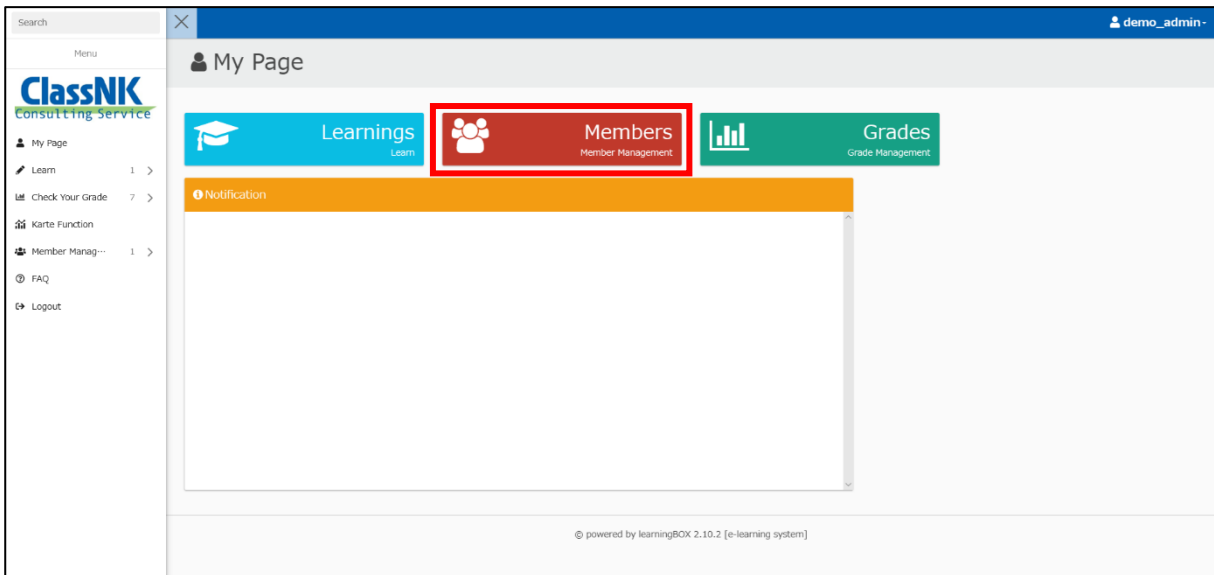 Search
Menu
ClassNK
Consulting Service
My Page
Learn 1
Check Your Grade 7
Karte Function
Member Manag… 1
FAQ
Logout
demo_admin
My Page
Learnings
Learn
Members
Member Management
Grades
Grade Management
Notification
© powered by learningBOX 2.10.2 [e-learning system]